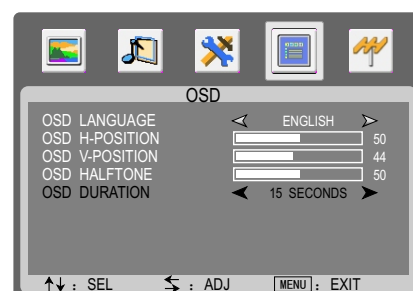 OSD
OSD LANGUAGE ENGLISH
OSD H-POSITION 50
OSD V-POSITION 44
OSD HALFTONE 50
OSD DURATION 15 SECONDS
: SEL : ADJ MENU : EXIT